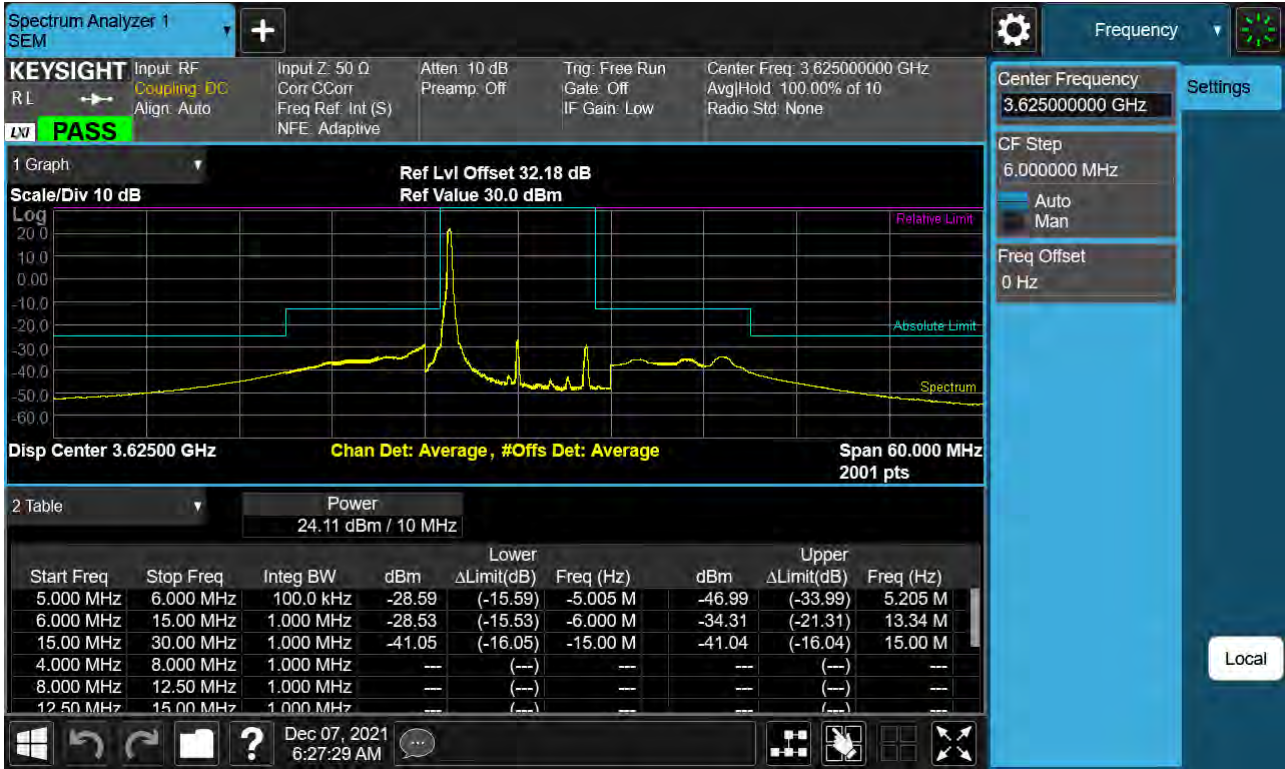 Spectrum Analyzer 1
SEM
+
Frequency
KEYSIGHT
R L
LXI
PASS
Input: RF
Coupling: DC
Align: Auto
Input Z: 50 Ω
Corr CCorr
Freq Ref: Int (S)
NFE: Adaptive
Atten: 10 dB
Preamp: Off
Trig: Free Run
Gate: Off
IF Gain: Low
Center Freq: 3.625000000 GHz
Avg|Hold: 100.00% of 10
Radio Std: None
Center Frequency
3.625000000 GHz
Settings
CF Step
6.000000 MHz
Auto
Man
Freq Offset
0 Hz
Local
1 Graph
Scale/Div 10 dB
Ref Lvl Offset 32.18 dB
Ref Value 30.0 dBm
Log
20.0
10.0
0.00
-10.0
-20.0
-30.0
-40.0
-50.0
-60.0
Relative Limit
Absolute Limit
Spectrum
Disp Center 3.62500 GHz
Chan Det: Average, #Offs Det: Average
Span 60.000 MHz
2001 pts
2 Table
Power
24.11 dBm / 10 MHz
Lower Upper
Start Freq Stop Freq Integ BW dBm ΔLimit(dB) Freq (Hz) dBm ΔLimit(dB) Freq (Hz)
5.000 MHz 6.000 MHz 100.0 kHz -28.59 (-15.59) -5.005 M -46.99 (-33.99) 5.205 M
6.000 MHz 15.00 MHz 1.000 MHz -28.53 (-15.53) -6.000 M -34.31 (-21.31) 13.34 M
15.00 MHz 30.00 MHz 1.000 MHz -41.05 (-16.05) -15.00 M -41.04 (-16.04) 15.00 M
4.000 MHz 8.000 MHz 1.000 MHz --- (---) --- --- (---) ---
8.000 MHz 12.50 MHz 1.000 MHz --- (---) --- --- (---) ---
12.50 MHz 15.00 MHz 1.000 MHz --- (---) --- --- (---) ---
?
Dec 07, 2021
6:27:29 AM